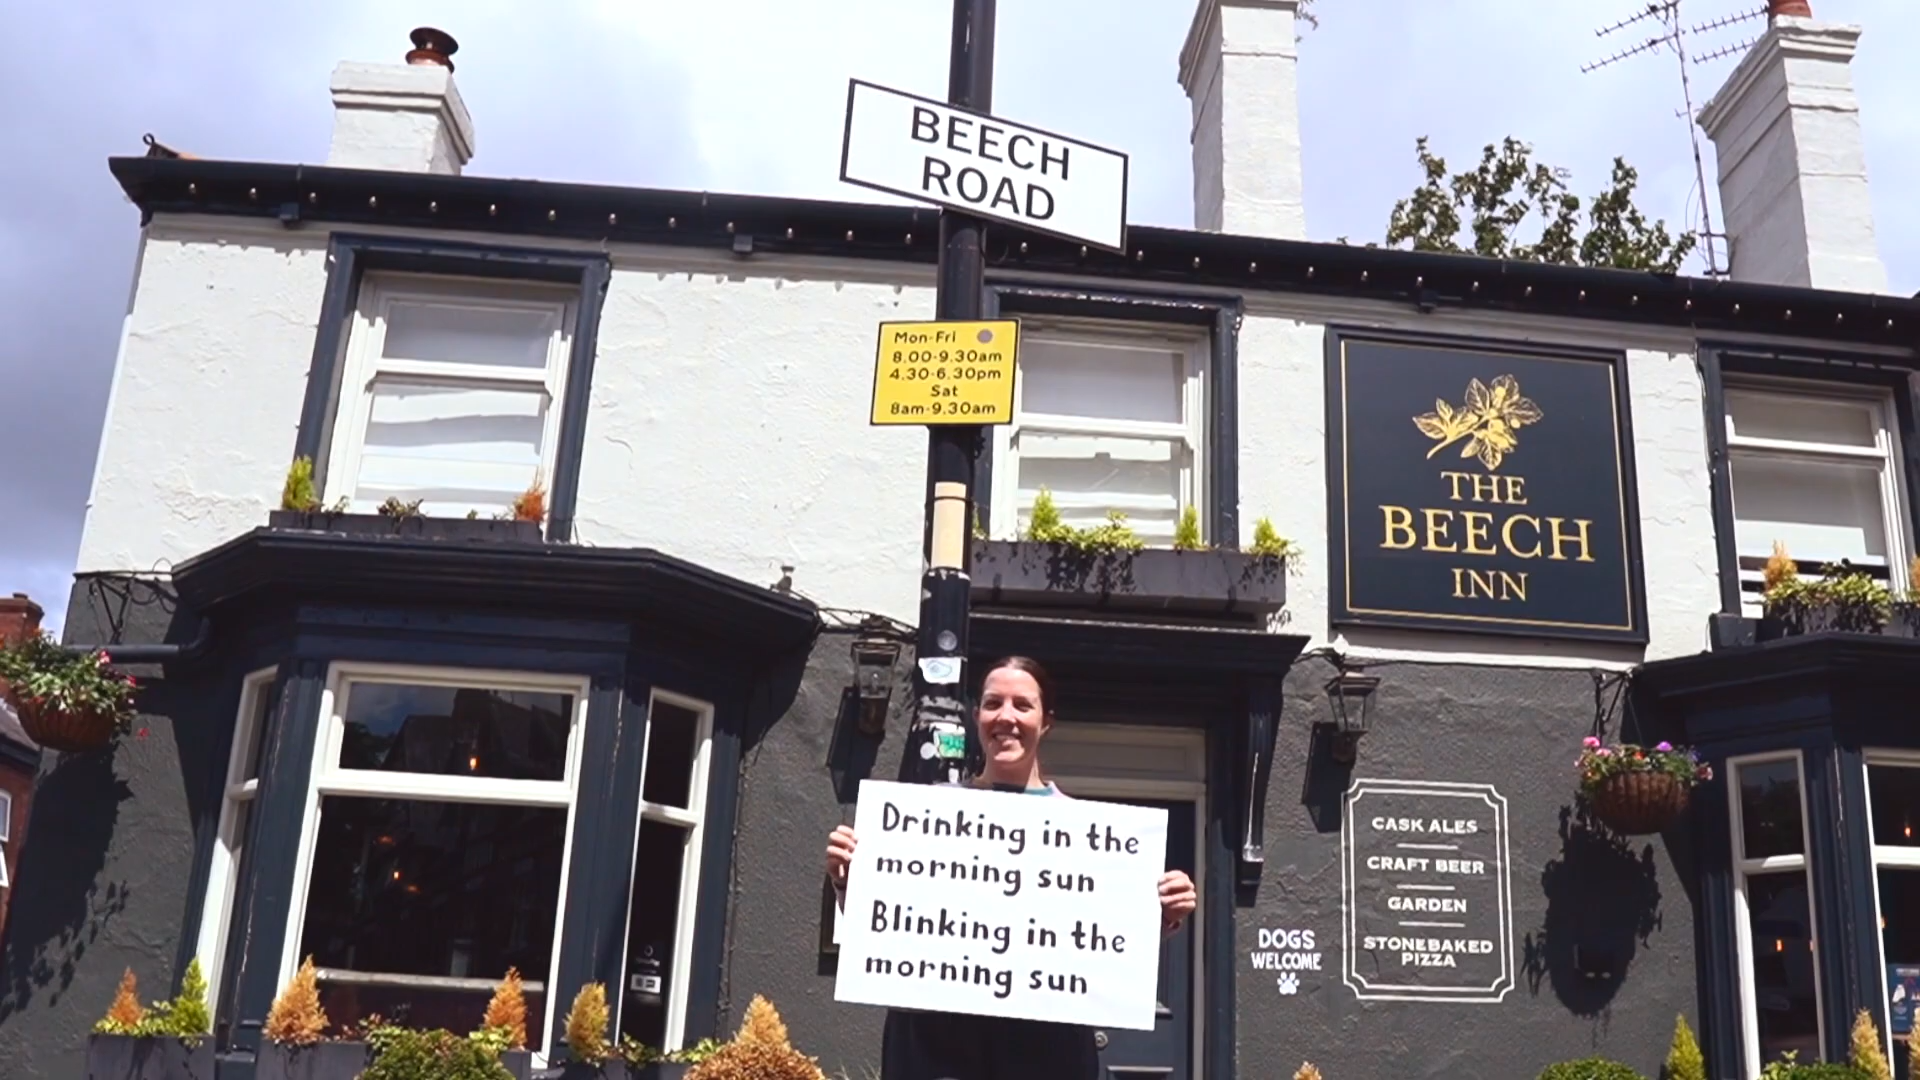 BEECH
ROAD
Mon-Fri
8.00-9.30am
4.30-6.30pm
Sat
8am-9.30am
THE
BEECH
INN
Drinking in the
morning sun
Blinking in the
morning sun
CASK ALES
CRAFT BEER
GARDEN
STONEBAKED
PIZZA
DOGS
WELCOME